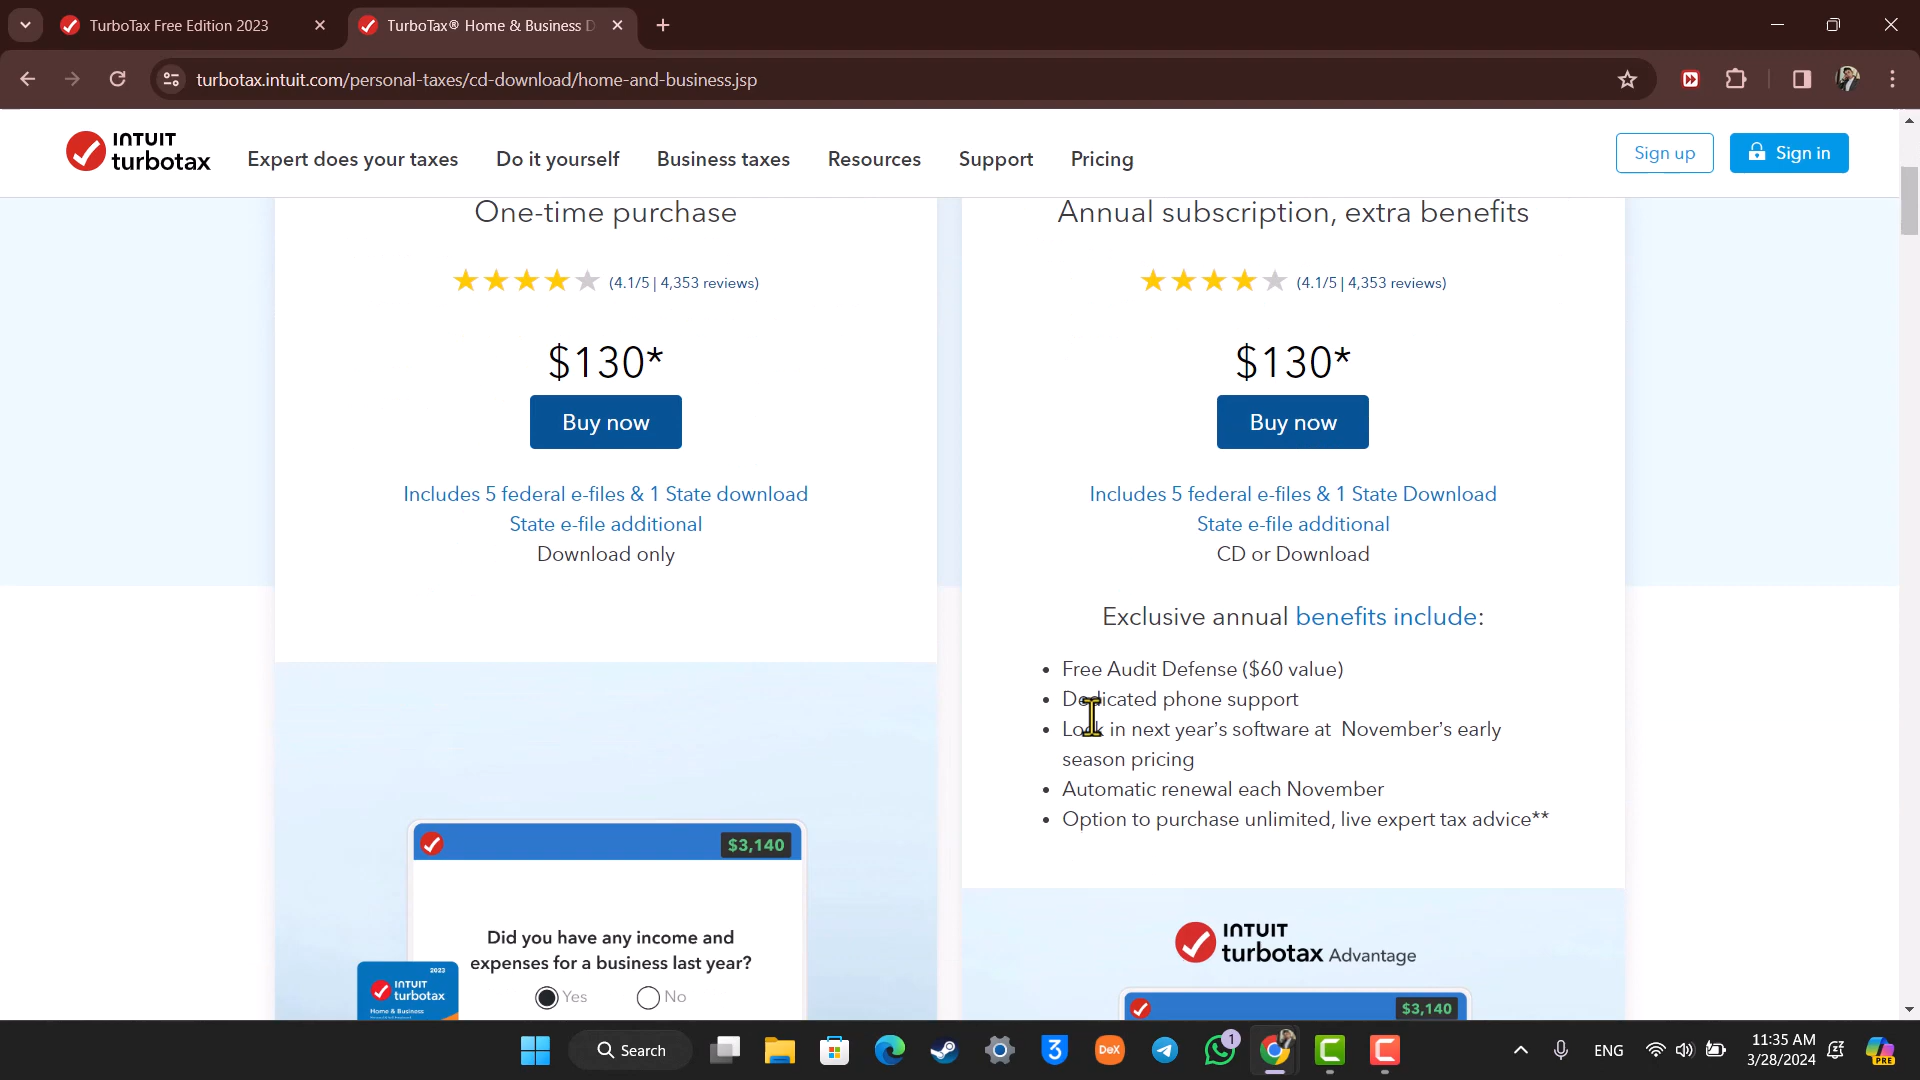 TurboTax Free Edition 2023
TurboTax® Home & Business D
turbotax.intuit.com/personal-taxes/cd-download/home-and-business.jsp
INTUIT
turbotax
Expert does your taxes
Do it yourself
Business taxes
Resources
Support
Pricing
Sign up
Sign in
One-time purchase
(4.1/5 | 4,353 reviews)
$130*
Buy now
Includes 5 federal e-files & 1 State download
State e-file additional
Download only
Annual subscription, extra benefits
(4.1/5 | 4,353 reviews)
$130*
Buy now
Includes 5 federal e-files & 1 State Download
State e-file additional
CD or Download
Exclusive annual benefits include:
• Free Audit Defense ($60 value)
• Dedicated phone support
• Lock in next year's software at November's early
season pricing
• Automatic renewal each November
• Option to purchase unlimited, live expert tax advice**
$3,140
Did you have any income and
expenses for a business last year?
Yes
No
2023
INTUIT
turbotax
Home & Business
INTUIT
turbotax Advantage
$3,140
Search
DeX
1
ENG
11:35 AM
3/28/2024
PRE